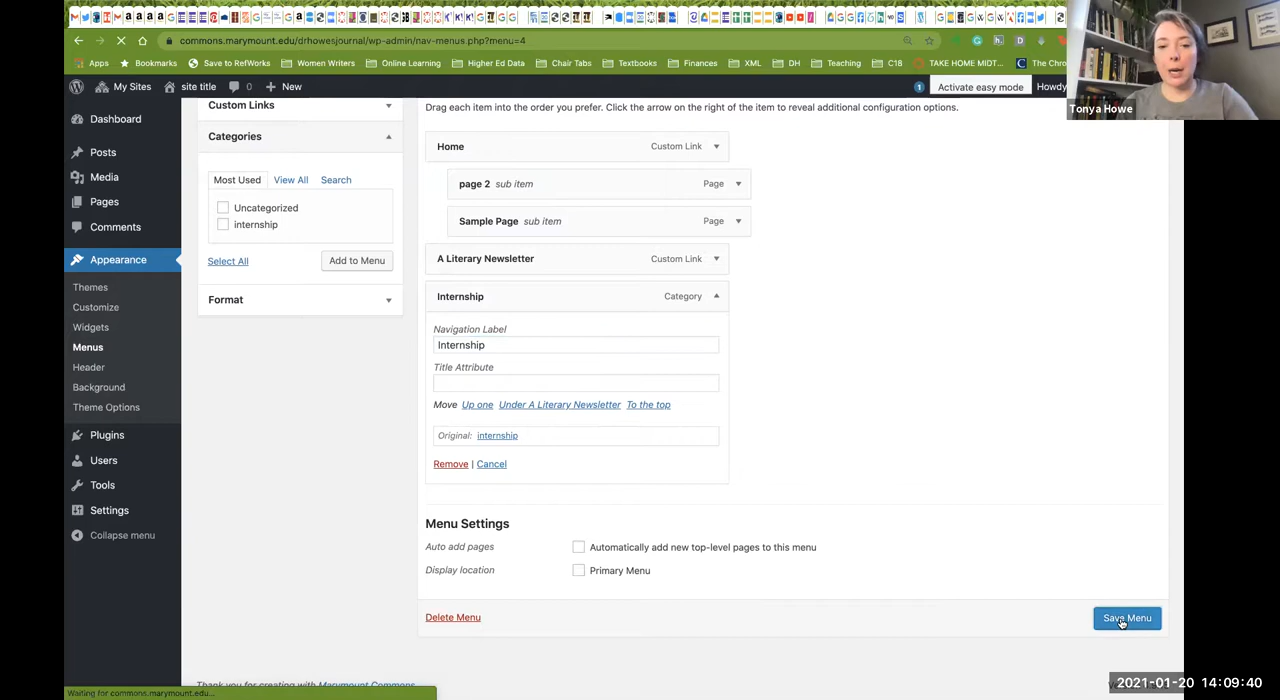 commons.marymount.edu/drhowesjournal/wp-admin/nav-menus.php?menu=4
Apps Bookmarks Save to RefWorks Women Writers Online Learning Higher Ed Data Chair Tabs Textbooks Finances XML DH Teaching C18 TAKE HOME MIDT... The Chro
My Sites site title 0 + New 1 Activate easy mode Howdy
Tonya Howe
Dashboard
Posts
Media
Pages
Comments
Appearance
Themes
Customize
Widgets
Menus
Header
Background
Theme Options
Plugins
Users
Tools
Settings
Collapse menu
Custom Links
Categories
Most Used View All Search
Uncategorized
internship
Select All Add to Menu
Format
Drag each item into the order you prefer. Click the arrow on the right of the item to reveal additional configuration options.
Home Custom Link
page 2 sub item Page
Sample Page sub item Page
A Literary Newsletter Custom Link
Internship Category
Navigation Label
Internship
Title Attribute
Move Up one Under A Literary Newsletter To the top
Original: internship
Remove | Cancel
Menu Settings
Auto add pages Automatically add new top-level pages to this menu
Display location Primary Menu
Delete Menu Save Menu
Thank you for creating with Marymount Commons.
Waiting for commons.marymount.edu...
2021-01-20 14:09:40